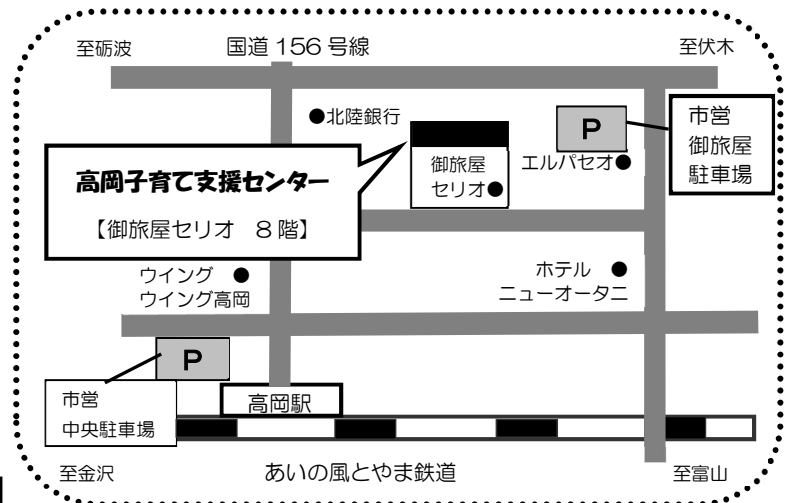 至砺波
国道 156 号線
至伏木
●北陸銀行
P
市営
御旅屋
駐車場
御旅屋
セリオ●
エルパセオ●
高岡子育て支援センター
【御旅屋セリオ 8階】
ウイング ●
ウイング高岡
ホテル ●
ニューオータニ
P
市営
中央駐車場
高岡駅
至金沢
あいの風とやま鉄道
至富山